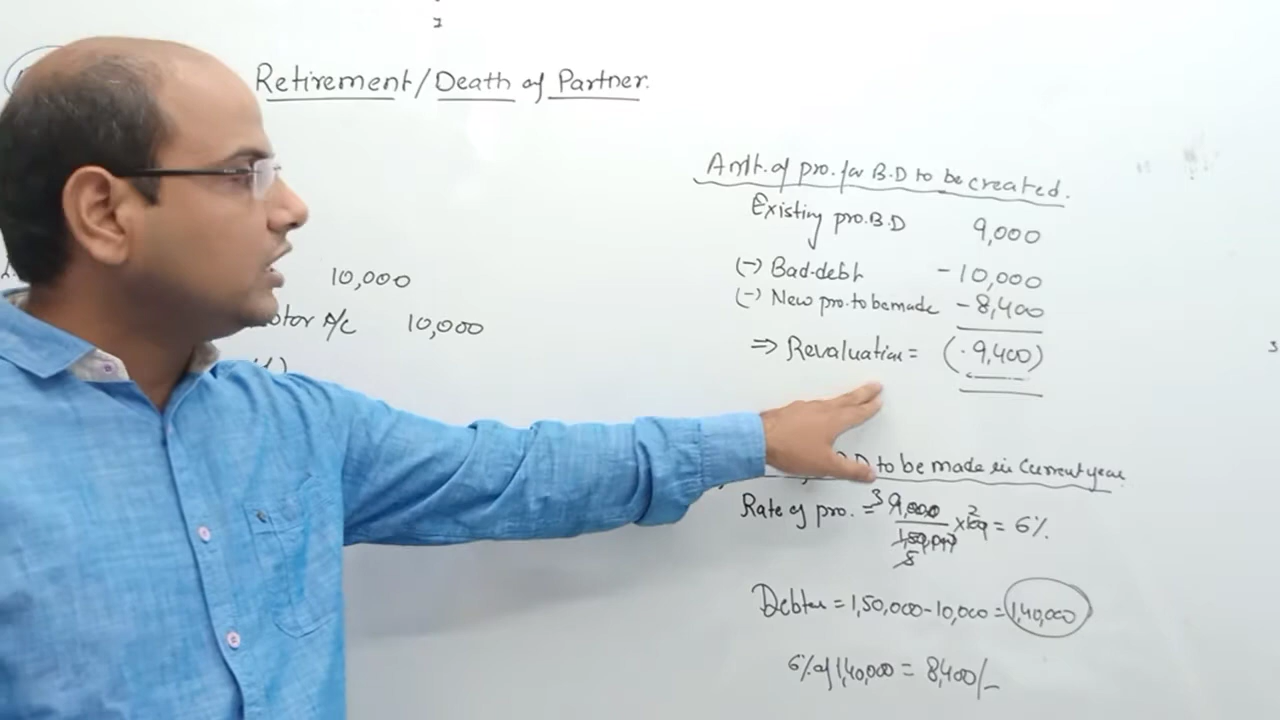 Retirement/Death of Partner.
10,000
A/c 10,000
Amt. of pro. for B.D to be created.
Existing pro. B.D 9,000
(-) Bad-debt -10,000
(-) New pro. to be made -8,400
⇒ Revaluation = (-9,400)
D to be made in Current year
Rate of pro. = 3 9,000/1,50,000 5 × 2 100 = 6%.
Debtor = 1,50,000-10,000 = 1,40,000
6% of 1,40,000 = 8,400/-